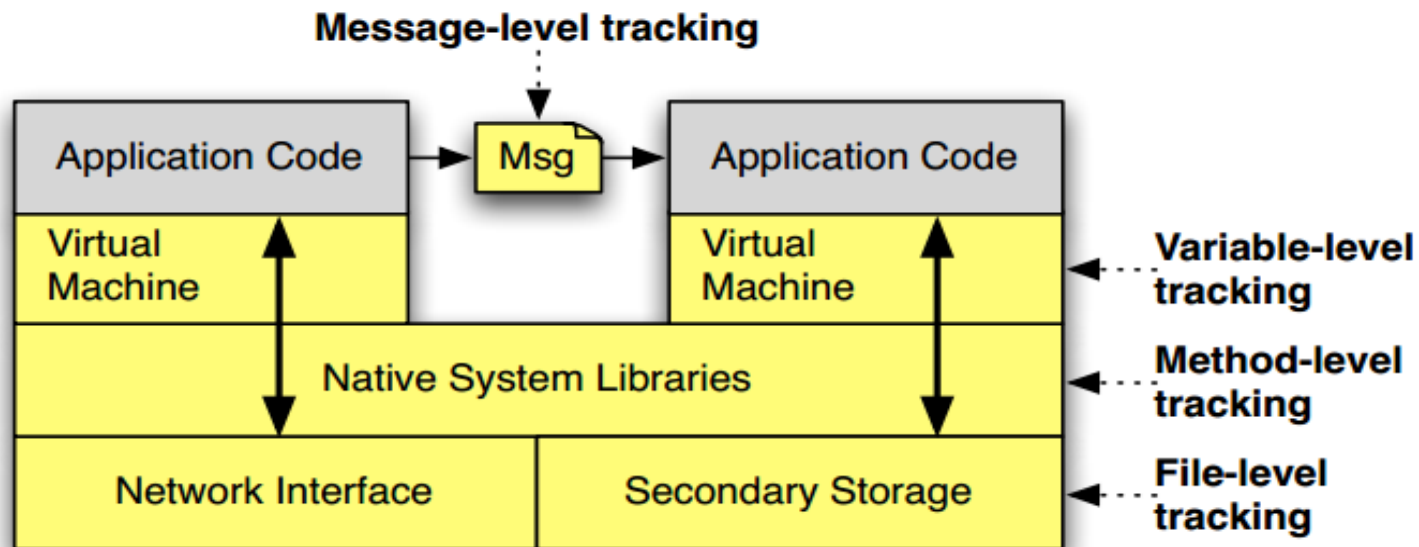 Message-level tracking
Application Code
Msg
Application Code
Virtual
Machine
Virtual
Machine
Variable-level
tracking
Native System Libraries
Method-level
tracking
Network Interface
Secondary Storage
File-level
tracking